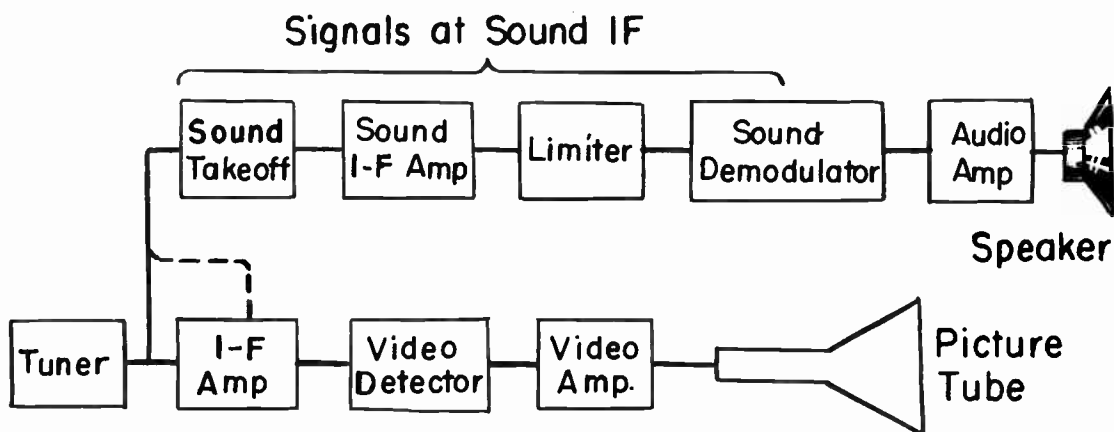 Signals at Sound IF
Sound
Takeoff
Sound
I-F Amp
Limiter
Sound
Demodulator
Audio
Amp
Speaker
Tuner
I-F
Amp
Video
Detector
Video
Amp.
Picture
Tube